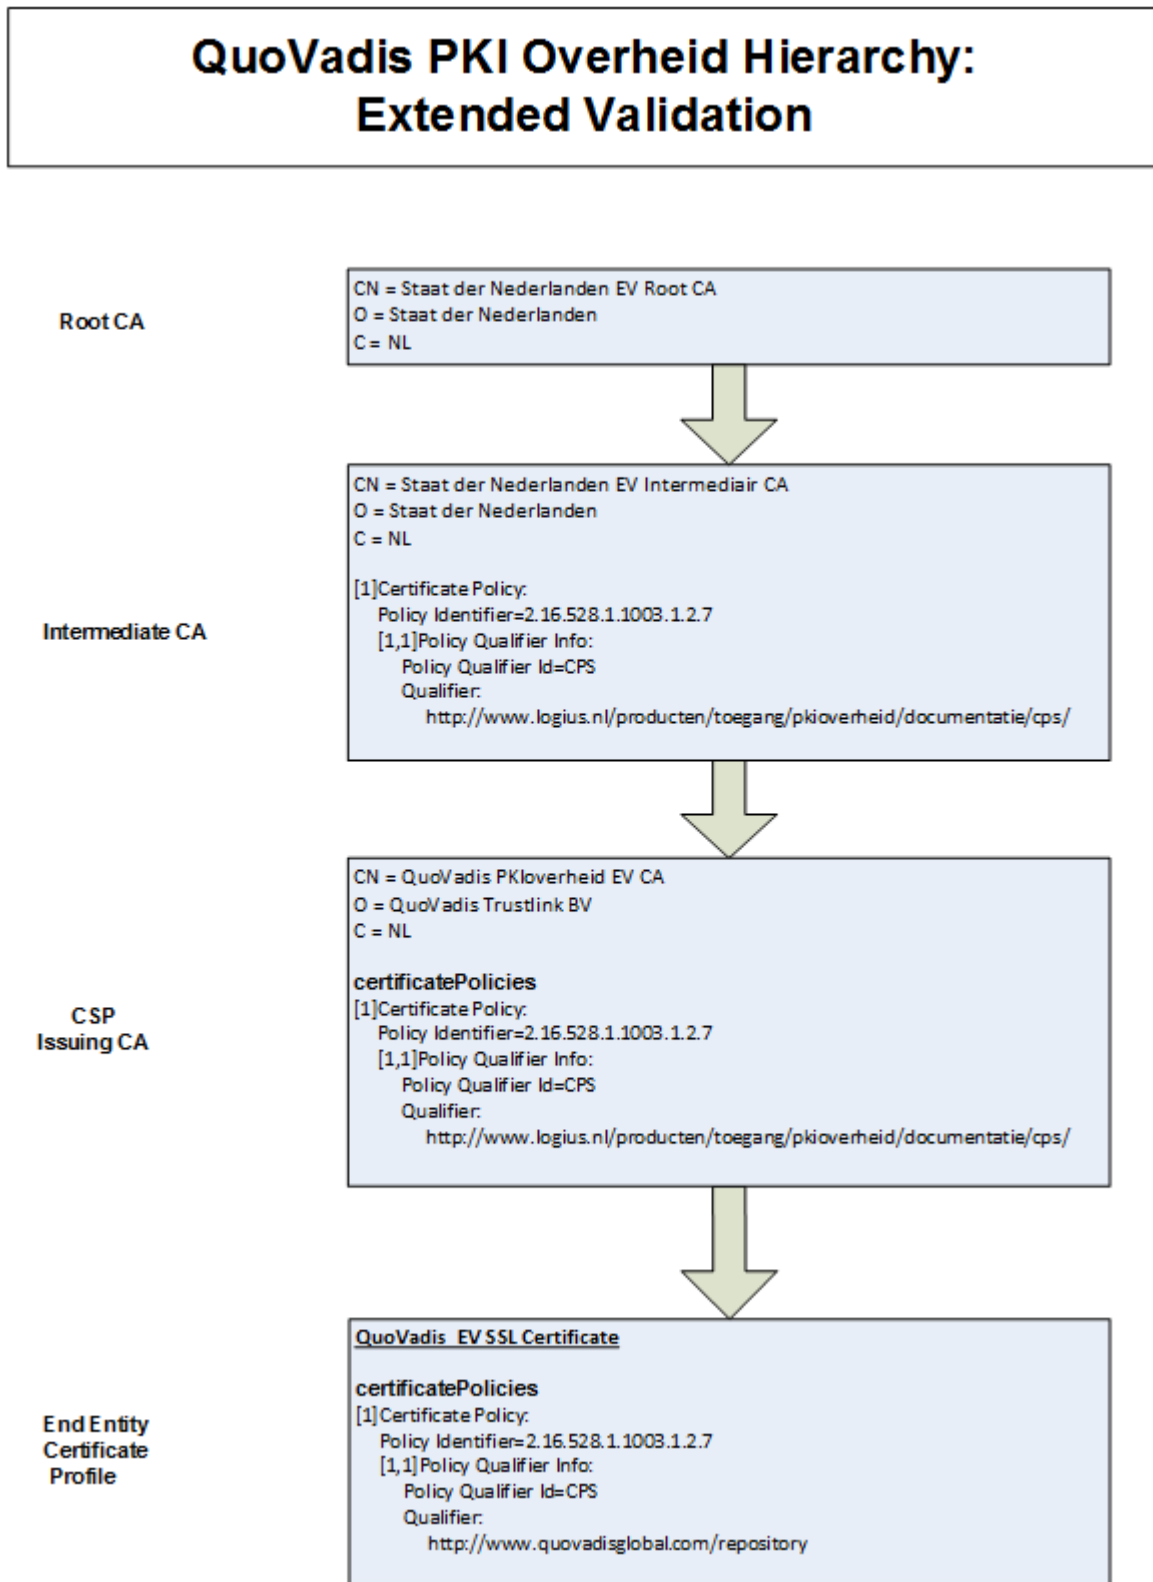 QuoVadis PKI Overheid Hierarchy:
Extended Validation
Root CA
CN = Staat der Nederlanden EV Root CA
O = Staat der Nederlanden
C = NL
Intermediate CA
CN = Staat der Nederlanden EV Intermediair CA
O = Staat der Nederlanden
C = NL
[1]Certificate Policy:
Policy Identifier=2.16.528.1.1003.1.2.7
[1,1]Policy Qualifier Info:
Policy Qualifier Id=CPS
Qualifier:
http://www.logius.nl/producten/toegang/pkioverheid/documentatie/cps/
CSP
Issuing CA
CN = QuoVadis PKIoverheid EV CA
O = QuoVadis Trustlink BV
C = NL
certificatePolicies
[1]Certificate Policy:
Policy Identifier=2.16.528.1.1003.1.2.7
[1,1]Policy Qualifier Info:
Policy Qualifier Id=CPS
Qualifier:
http://www.logius.nl/producten/toegang/pkioverheid/documentatie/cps/
End Entity
Certificate
Profile
QuoVadis EV SSL Certificate
certificatePolicies
[1]Certificate Policy:
Policy Identifier=2.16.528.1.1003.1.2.7
[1,1]Policy Qualifier Info:
Policy Qualifier Id=CPS
Qualifier:
http://www.quovadisglobal.com/repository